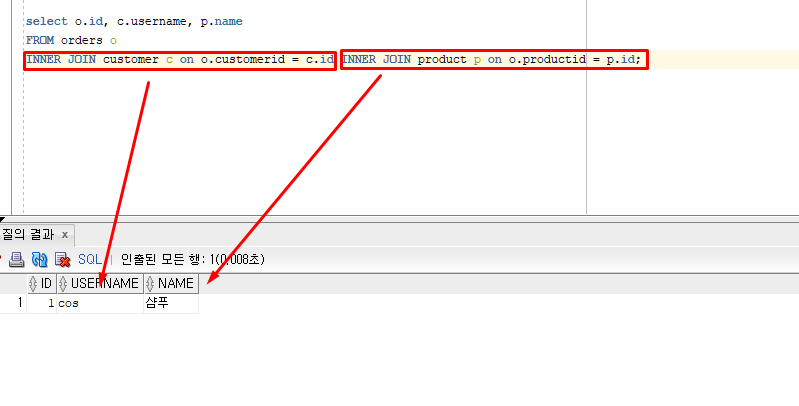 select o.id, c.username, p.name
FROM orders o
INNER JOIN customer c on o.customerid = c.id INNER JOIN product p on o.productid = p.id;
질의 결과 x
SQL | 인출된 모든 행: 1(0,008초)
ID USERNAME NAME
1 1 cos 샴푸